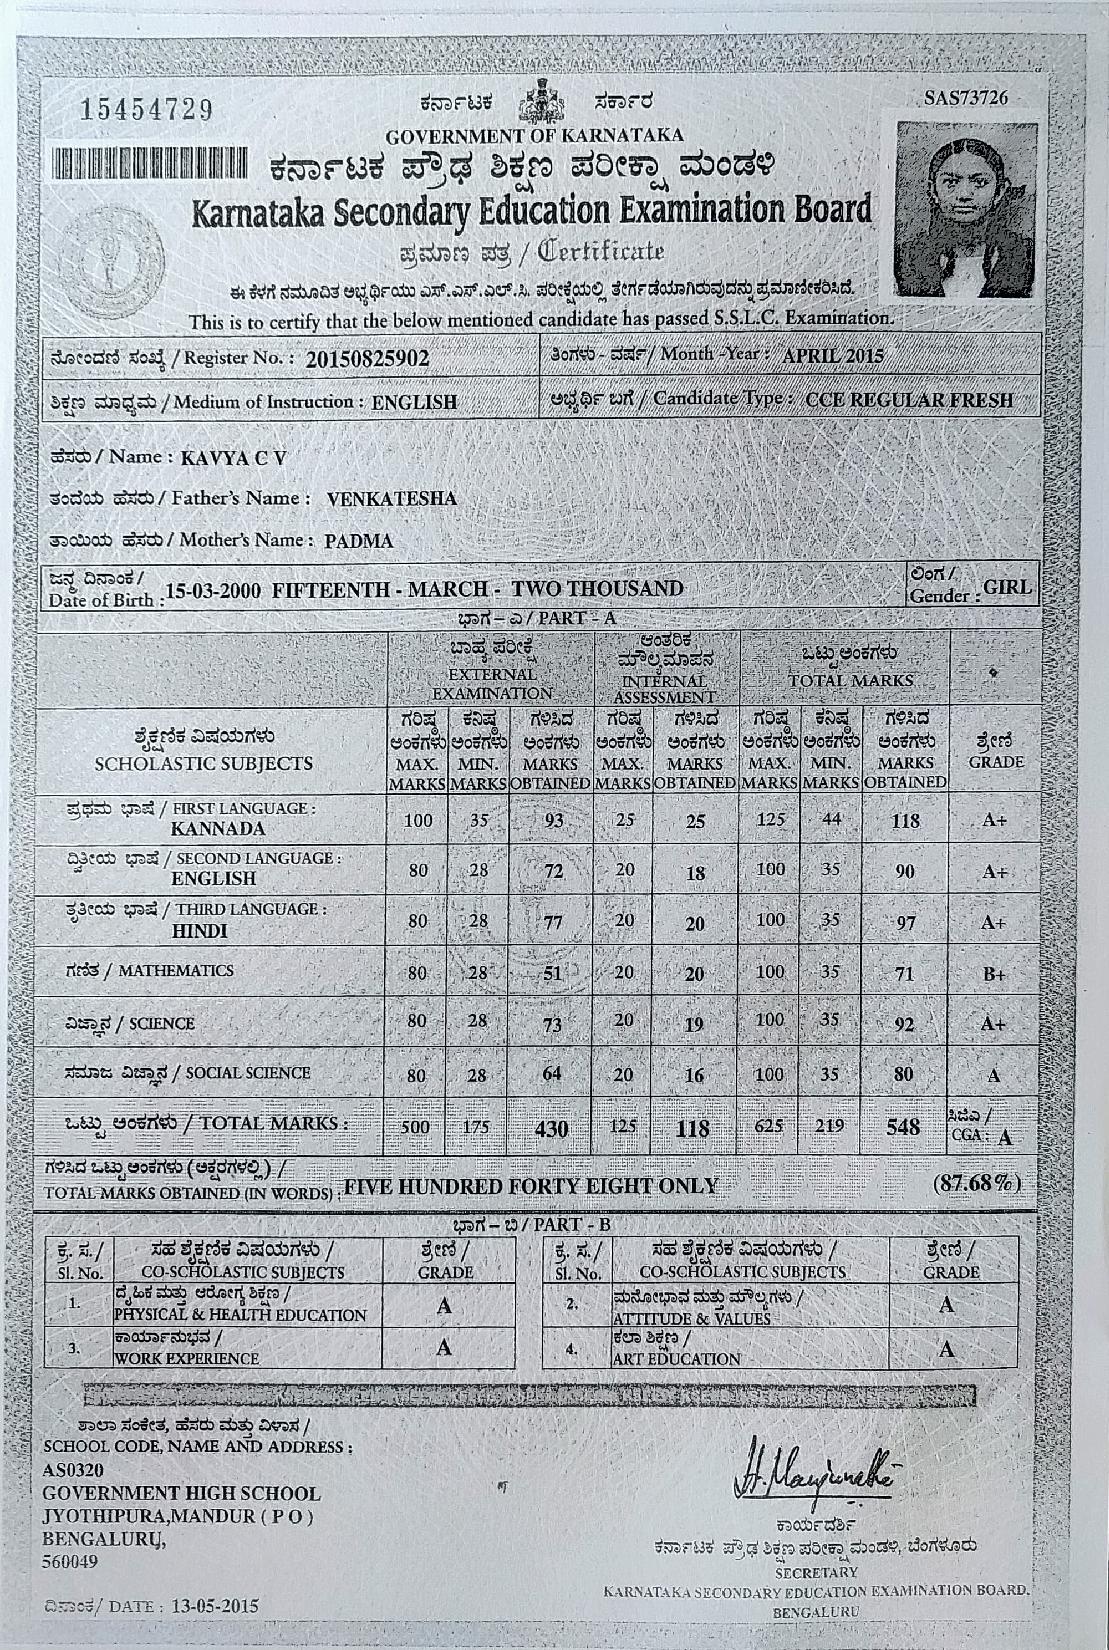 15454729
ಕರ್ನಾಟಕ ಸರ್ಕಾರ
SAS73726
GOVERNMENT OF KARNATAKA
ಕರ್ನಾಟಕ ಪ್ರೌಢ ಶಿಕ್ಷಣ ಪರೀಕ್ಷಾ ಮಂಡಳಿ
Karnataka Secondary Education Examination Board
ಪ್ರಮಾಣ ಪತ್ರ / Certificate
ಈ ಕೆಳಗೆ ನಮೂದಿತ ಅಭ್ಯರ್ಥಿಯು ಎಸ್.ಎಸ್.ಎಲ್.ಸಿ. ಪರೀಕ್ಷೆಯಲ್ಲಿ ತೇರ್ಗಡೆಯಾಗಿರುವುದನ್ನು ಪ್ರಮಾಣೀಕರಿಸಿದೆ.
This is to certify that the below mentioned candidate has passed S.S.L.C. Examination.
ನೋಂದಣಿ ಸಂಖ್ಯೆ / Register No. : 20150825902 ತಿಂಗಳು - ವರ್ಷ / Month -Year : APRIL 2015
ಶಿಕ್ಷಣ ಮಾಧ್ಯಮ / Medium of Instruction : ENGLISH ಅಭ್ಯರ್ಥಿ ಬಗೆ / Candidate Type : CCE REGULAR FRESH
ಹೆಸರು / Name : KAVYA C V
ತಂದೆಯ ಹೆಸರು / Father's Name : VENKATESHA
ತಾಯಿಯ ಹೆಸರು / Mother's Name : PADMA
ಜನ್ಮ ದಿನಾಂಕ / ಲಿಂಗ /
Date of Birth : 15-03-2000 FIFTEENTH - MARCH - TWO THOUSAND Gender : GIRL
ಭಾಗ - ಎ / PART - A
ಬಾಹ್ಯ ಪರೀಕ್ಷೆ ಆಂತರಿಕ ಮೌಲ್ಯಮಾಪನ ಒಟ್ಟು ಅಂಕಗಳು
EXTERNAL EXAMINATION INTERNAL ASSESSMENT TOTAL MARKS
ಶೈಕ್ಷಣಿಕ ವಿಷಯಗಳು ಗರಿಷ್ಠ ಅಂಕಗಳು ಕನಿಷ್ಠ ಅಂಕಗಳು ಗಳಿಸಿದ ಅಂಕಗಳು ಗರಿಷ್ಠ ಅಂಕಗಳು ಗಳಿಸಿದ ಅಂಕಗಳು ಗರಿಷ್ಠ ಅಂಕಗಳು ಕನಿಷ್ಠ ಅಂಕಗಳು ಗಳಿಸಿದ ಅಂಕಗಳು ಶ್ರೇಣಿ
SCHOLASTIC SUBJECTS MAX. MARKS MIN. MARKS MARKS OBTAINED MAX. MARKS MARKS OBTAINED MAX. MARKS MIN. MARKS MARKS OBTAINED GRADE
ಪ್ರಥಮ ಭಾಷೆ / FIRST LANGUAGE :
KANNADA 100 35 93 25 25 125 44 118 A+
ದ್ವಿತೀಯ ಭಾಷೆ / SECOND LANGUAGE :
ENGLISH 80 28 72 20 18 100 35 90 A+
ತೃತೀಯ ಭಾಷೆ / THIRD LANGUAGE :
HINDI 80 28 77 20 20 100 35 97 A+
ಗಣಿತ / MATHEMATICS 80 28 51 20 20 100 35 71 B+
ವಿಜ್ಞಾನ / SCIENCE 80 28 73 20 19 100 35 92 A+
ಸಮಾಜ ವಿಜ್ಞಾನ / SOCIAL SCIENCE 80 28 64 20 16 100 35 80 A
ಒಟ್ಟು ಅಂಕಗಳು / TOTAL MARKS : 500 175 430 125 118 625 219 548 ಸಿಜಿಎ / CGA : A
ಗಳಿಸಿದ ಒಟ್ಟು ಅಂಕಗಳು (ಅಕ್ಷರಗಳಲ್ಲಿ) /
TOTAL MARKS OBTAINED (IN WORDS) : FIVE HUNDRED FORTY EIGHT ONLY (87.68%)
ಭಾಗ - ಬಿ / PART - B
ಕ್ರ. ಸ. / ಸಹ ಶೈಕ್ಷಣಿಕ ವಿಷಯಗಳು / ಶ್ರೇಣಿ / ಕ್ರ. ಸ. / ಸಹ ಶೈಕ್ಷಣಿಕ ವಿಷಯಗಳು / ಶ್ರೇಣಿ /
Sl. No. CO-SCHOLASTIC SUBJECTS GRADE Sl. No. CO-SCHOLASTIC SUBJECTS GRADE
1. ದೈಹಿಕ ಮತ್ತು ಆರೋಗ್ಯ ಶಿಕ್ಷಣ / PHYSICAL & HEALTH EDUCATION A 2. ಮನೋಭಾವ ಮತ್ತು ಮೌಲ್ಯಗಳು / ATTITUDE & VALUES A
3. ಕಾರ್ಯಾನುಭವ / WORK EXPERIENCE A 4. ಕಲಾ ಶಿಕ್ಷಣ / ART EDUCATION A
ಶಾಲಾ ಸಂಕೇತ, ಹೆಸರು ಮತ್ತು ವಿಳಾಸ /
SCHOOL CODE, NAME AND ADDRESS :
AS0320
GOVERNMENT HIGH SCHOOL
JYOTHIPURA,MANDUR ( P O )
BENGALURU,
560049
ದಿನಾಂಕ/ DATE : 13-05-2015
H. Manjunath
ಕಾರ್ಯದರ್ಶಿ
ಕರ್ನಾಟಕ ಪ್ರೌಢ ಶಿಕ್ಷಣ ಪರೀಕ್ಷಾ ಮಂಡಳಿ, ಬೆಂಗಳೂರು
SECRETARY
KARNATAKA SECONDARY EDUCATION EXAMINATION BOARD,
BENGALURU